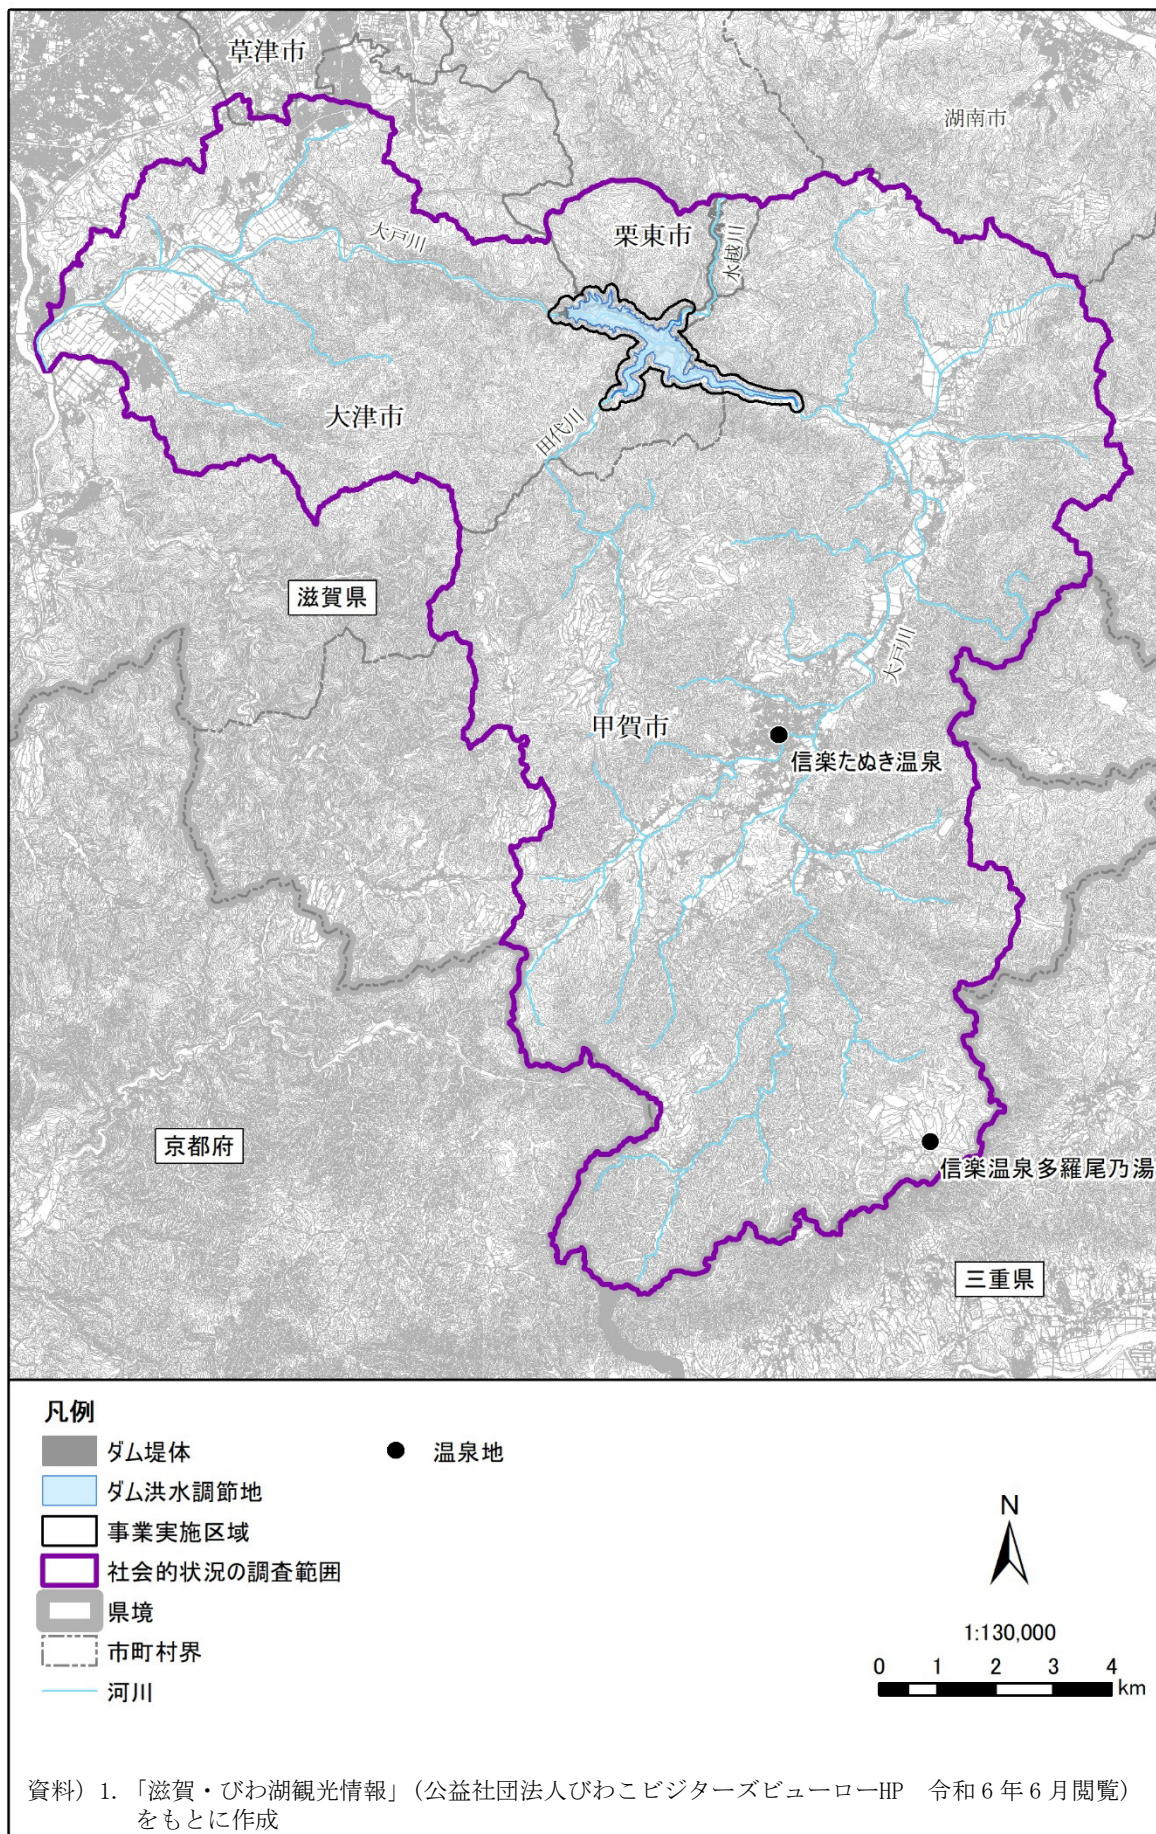 草津市
湖南市
栗東市
大戸川
水越川
大津市
田代川
滋賀県
大戸川
甲賀市
信楽たぬき温泉
京都府
信楽温泉多羅尾乃湯
三重県
凡例
ダム堤体
温泉地
ダム洪水調節地
事業実施区域
社会的状況の調査範囲
県境
市町村界
河川
N
1:130,000
0 1 2 3 4
km
資料）1. 「滋賀・びわ湖観光情報」（公益社団法人びわこビジターズビューローHP　令和６年６月閲覧）
をもとに作成